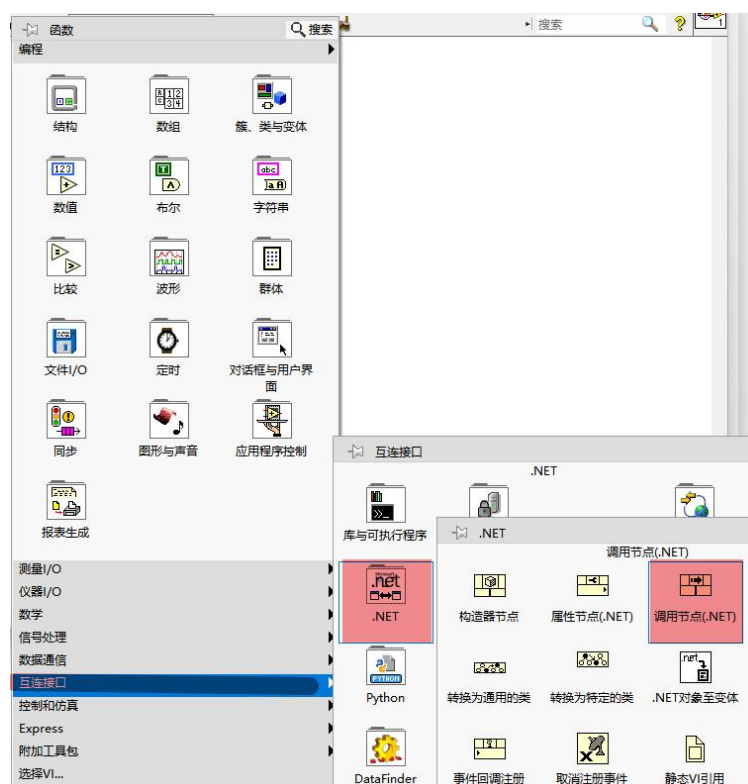 函数
搜索
搜索
编程
结构
数组
簇、类与变体
数值
布尔
字符串
比较
波形
群体
文件I/O
定时
对话框与用户界
面
同步
图形与声音
应用程序控制
报表生成
测量I/O
仪器I/O
数学
信号处理
数据通信
互连接口
控制和仿真
Express
附加工具包
选择VI...
互连接口
.NET
库与可执行程序
.NET
Python
DataFinder
.NET
调用节点(.NET)
构造器节点
属性节点(.NET)
调用节点(.NET)
转换为通用的类
转换为特定的类
.NET对象至变体
事件回调注册
取消注册事件
静态VI引用